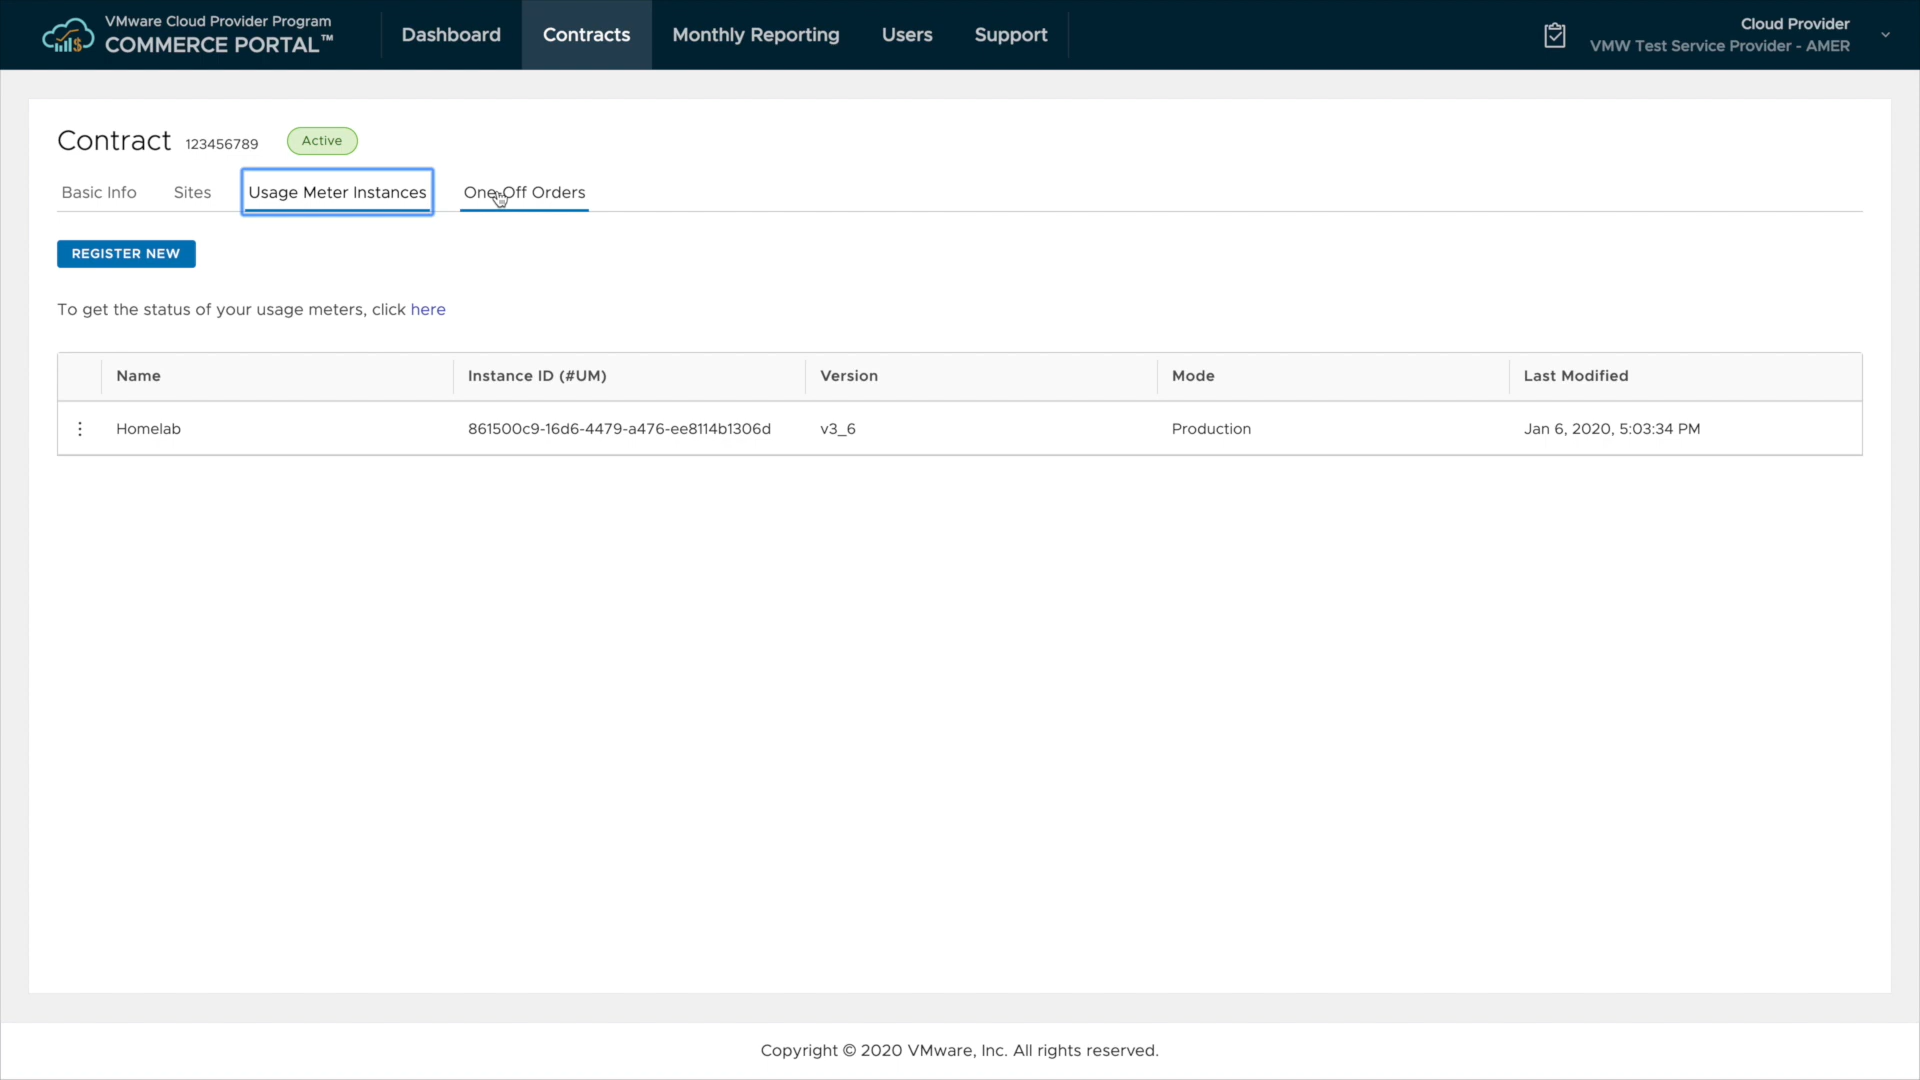 VMware Cloud Provider Program
COMMERCE PORTAL™
Dashboard
Contracts
Monthly Reporting
Users
Support
Cloud Provider
VMW Test Service Provider - AMER
Contract 123456789 Active
Basic Info
Sites
Usage Meter Instances
One-Off Orders
REGISTER NEW
To get the status of your usage meters, click here
Name Instance ID (#UM) Version Mode Last Modified
Homelab 861500c9-16d6-4479-a476-ee8114b1306d v3_6 Production Jan 6, 2020, 5:03:34 PM
Copyright © 2020 VMware, Inc. All rights reserved.